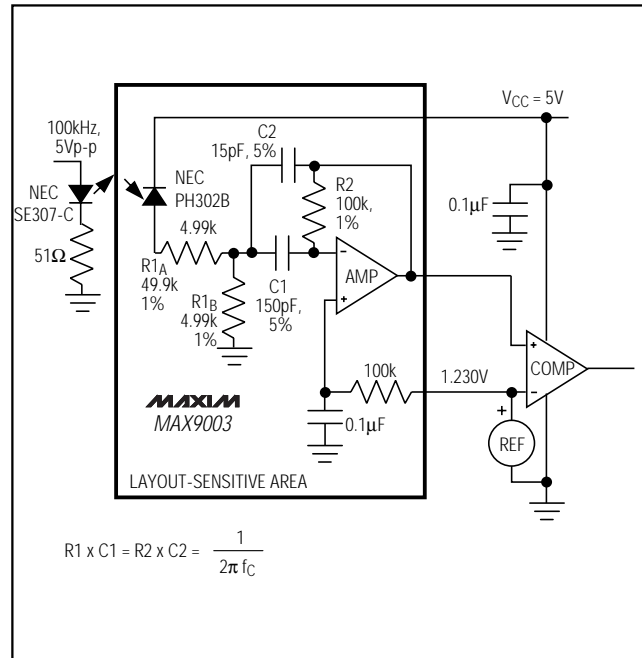 VCC = 5V
100kHz,
5Vp-p
C2
15pF, 5%
NEC
PH302B
R2
100k,
1%
0.1μF
NEC
SE307-C
4.99k
51Ω
R1A
49.9k
1%
C1
150pF,
5%
R1B
4.99k
1%
−
AMP
+
+
COMP
−
100k
1.230V
MAXIM
MAX9003
0.1μF
+
REF
LAYOUT-SENSITIVE AREA
R1 x C1 = R2 x C2 = 1
2π fC